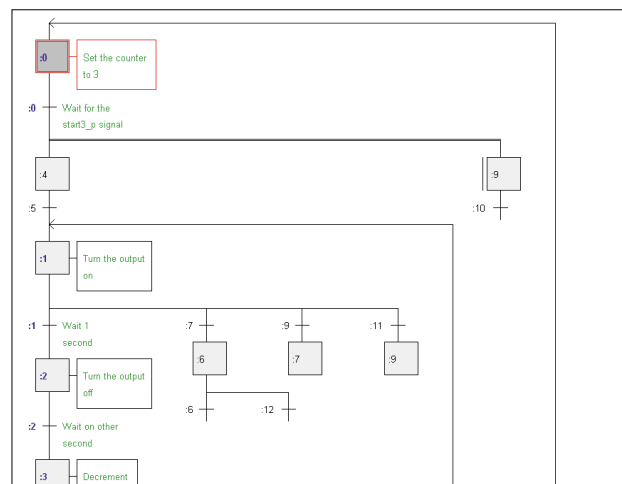 :0 Set the counter
to 3
:0 Wait for the
start3_p signal
:4 :9
:5 :10
:1 Turn the output
on
:1 Wait 1 :7 :9 :11
second
:6 :7 :9
:2 Turn the output
off
:6 :12
:2 Wait on other
second
:3 Decrement